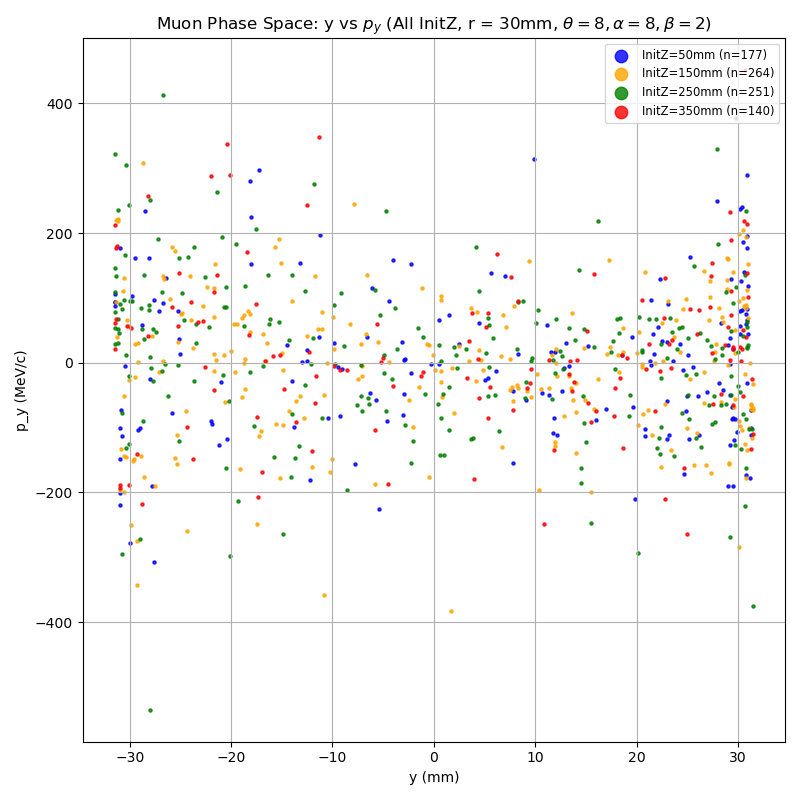 Muon Phase Space: y vs p_y (All InitZ, r = 30mm, θ = 8, α = 8, β = 2)
InitZ=50mm (n=177)
InitZ=150mm (n=264)
InitZ=250mm (n=251)
InitZ=350mm (n=140)
400
200
0
−200
−400
p_y (MeV/c)
−30 −20 −10 0 10 20 30
y (mm)